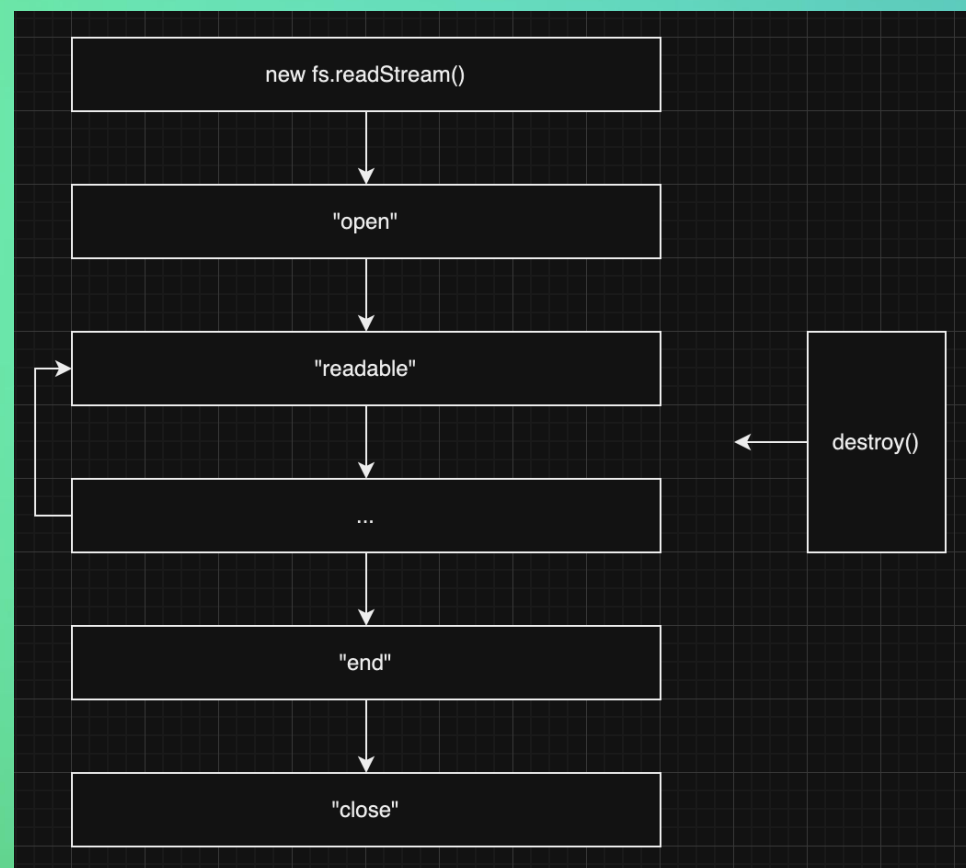 new fs.readStream()
"open"
"readable"
destroy()
...
"end"
"close"